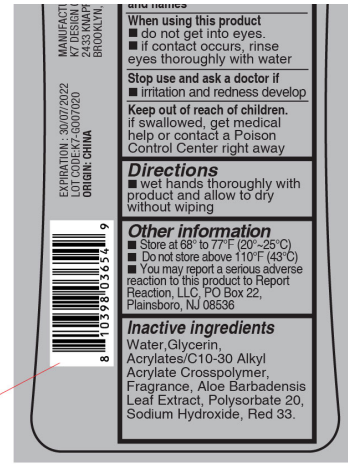 and flames
When using this product
■ do not get into eyes.
■ if contact occurs, rinse
eyes thoroughly with water
Stop use and ask a doctor if
■ irritation and redness develop
Keep out of reach of children.
if swallowed, get medical
help or contact a Poison
Control Center right away
Directions
■ wet hands thoroughly with
product and allow to dry
without wiping
Other information
■ Store at 68° to 77°F (20°~25°C)
■ Do not store above 110°F (43°C)
■ You may report a serious adverse
reaction to this product to Report
Reaction, LLC, PO Box 22,
Plainsboro, NJ 08536
Inactive ingredients
Water,Glycerin,
Acrylates/C10-30 Alkyl
Acrylate Crosspolymer,
Fragrance, Aloe Barbadensis
Leaf Extract, Polysorbate 20,
Sodium Hydroxide, Red 33.
K7 DESIGN
2433 KNAP
BROOKLYN,
EXPIRATION : 30/07/2022
LOT CODE:K7-G007020
ORIGIN: CHINA
8 10398 03654 9